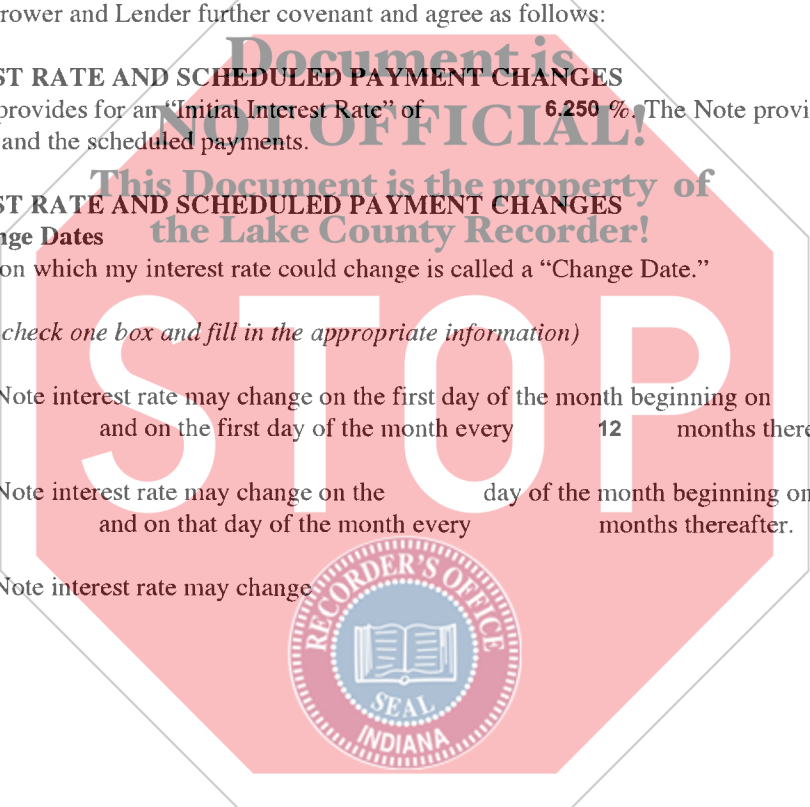 rower and Lender further covenant and agree as follows:
Document is
ST RATE AND SCHEDULED PAYMENT CHANGES
provides for an “Initial Interest Rate” of 6.250 %. The Note provi
NOT OFFICIAL!
and the scheduled payments.
This Document is the property of
ST RATE AND SCHEDULED PAYMENT CHANGES
the Lake County Recorder!
nge Dates
on which my interest rate could change is called a “Change Date.”
check one box and fill in the appropriate information)
STOP
Note interest rate may change on the first day of the month beginning on
and on the first day of the month every 12 months there
Note interest rate may change on the day of the month beginning on
and on that day of the month every months thereafter.
Note interest rate may change
RECORDER'S OFFICE
SEAL
INDIANA